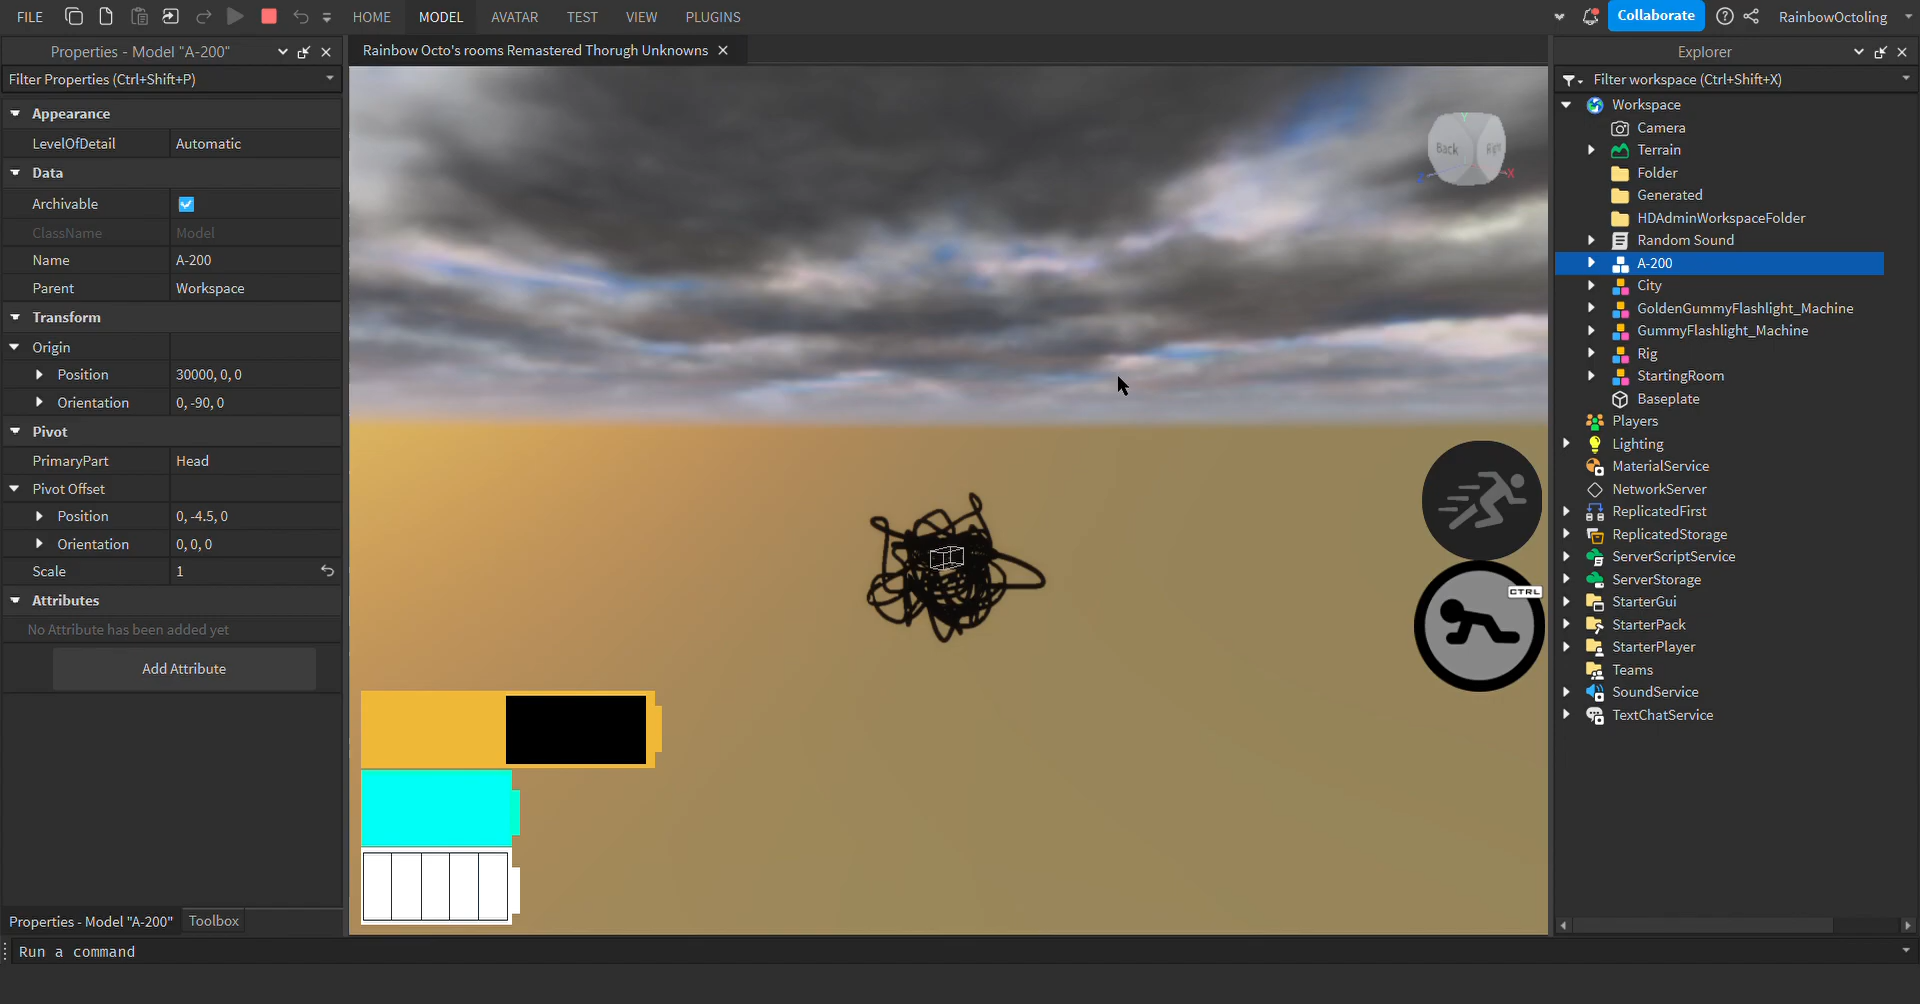 FILE
HOME
MODEL
AVATAR
TEST
VIEW
PLUGINS
Collaborate
RainbowOctoling
Properties - Model "A-200"
Filter Properties (Ctrl+Shift+P)
Appearance
LevelOfDetail Automatic
Data
Archivable
ClassName Model
Name A-200
Parent Workspace
Transform
Origin
Position 30000, 0, 0
Orientation 0, -90, 0
Pivot
PrimaryPart Head
Pivot Offset
Position 0, -4.5, 0
Orientation 0, 0, 0
Scale 1
Attributes
No Attribute has been added yet
Add Attribute
Properties - Model "A-200"
Toolbox
Run a command
Rainbow Octo's rooms Remastered Thorugh Unknowns
Y
Back
Z
X
CTRL
Explorer
Filter workspace (Ctrl+Shift+X)
Workspace
Camera
Terrain
Folder
Generated
HDAdminWorkspaceFolder
Random Sound
A-200
City
GoldenGummyFlashlight_Machine
GummyFlashlight_Machine
Rig
StartingRoom
Baseplate
Players
Lighting
MaterialService
NetworkServer
ReplicatedFirst
ReplicatedStorage
ServerScriptService
ServerStorage
StarterGui
StarterPack
StarterPlayer
Teams
SoundService
TextChatService